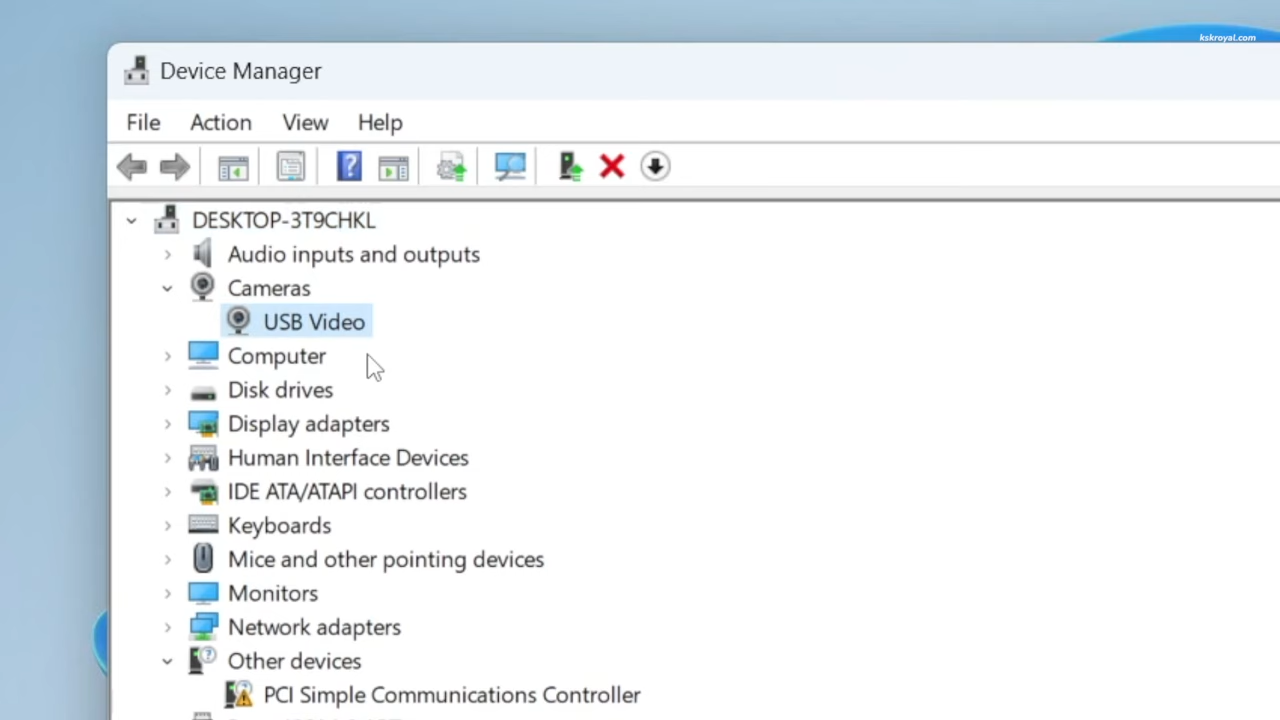 kskroyal.com
Device Manager
File Action View Help
DESKTOP-3T9CHKL
Audio inputs and outputs
Cameras
USB Video
Computer
Disk drives
Display adapters
Human Interface Devices
IDE ATA/ATAPI controllers
Keyboards
Mice and other pointing devices
Monitors
Network adapters
Other devices
PCI Simple Communications Controller